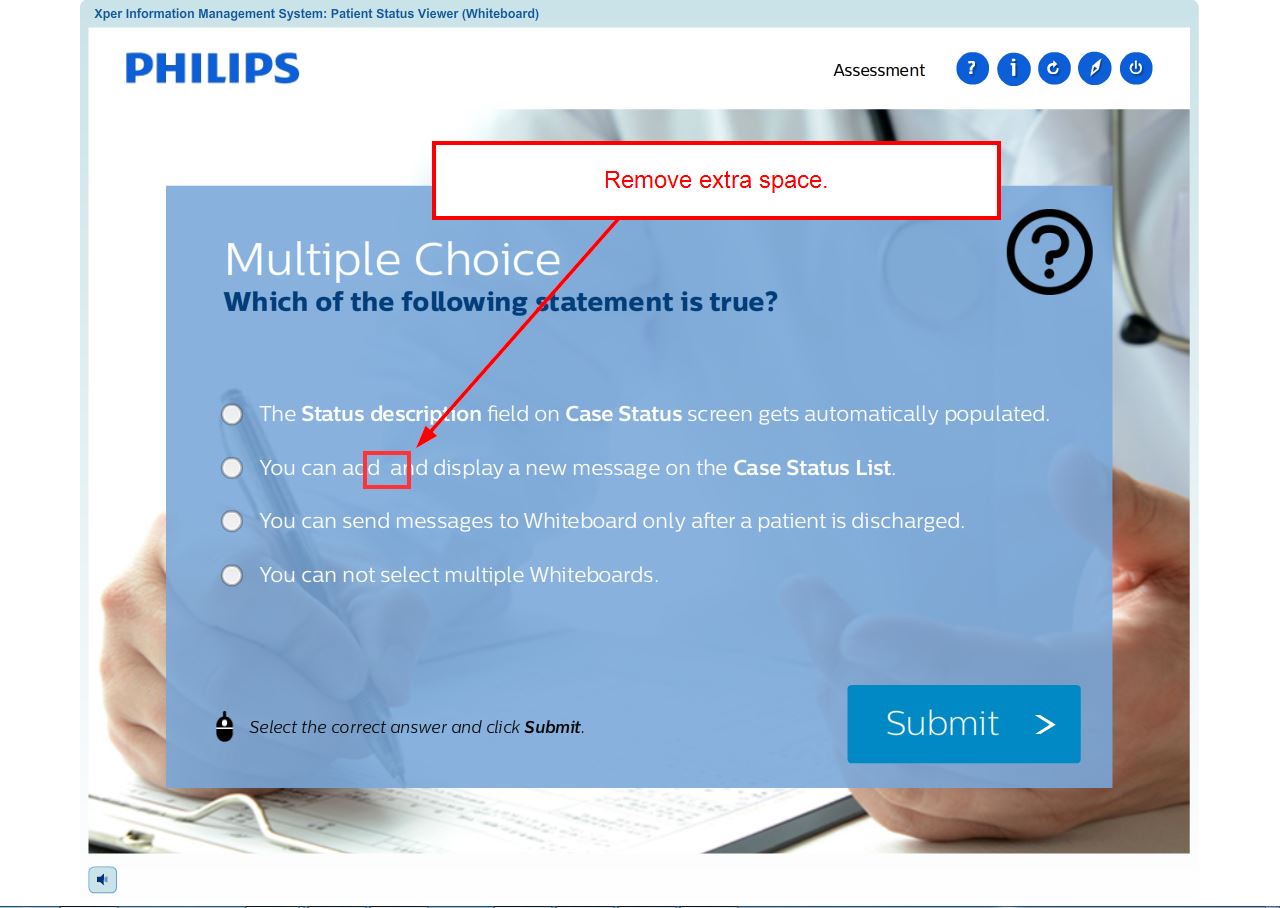 Xper Information Management System: Patient Status Viewer (Whiteboard)
PHILIPS
Assessment
?
i
Remove extra space.
?
Multiple Choice
Which of the following statement is true?
The Status description field on Case Status screen gets automatically populated.
You can add  and display a new message on the Case Status List.
You can send messages to Whiteboard only after a patient is discharged.
You can not select multiple Whiteboards.
Select the correct answer and click Submit.
Submit >